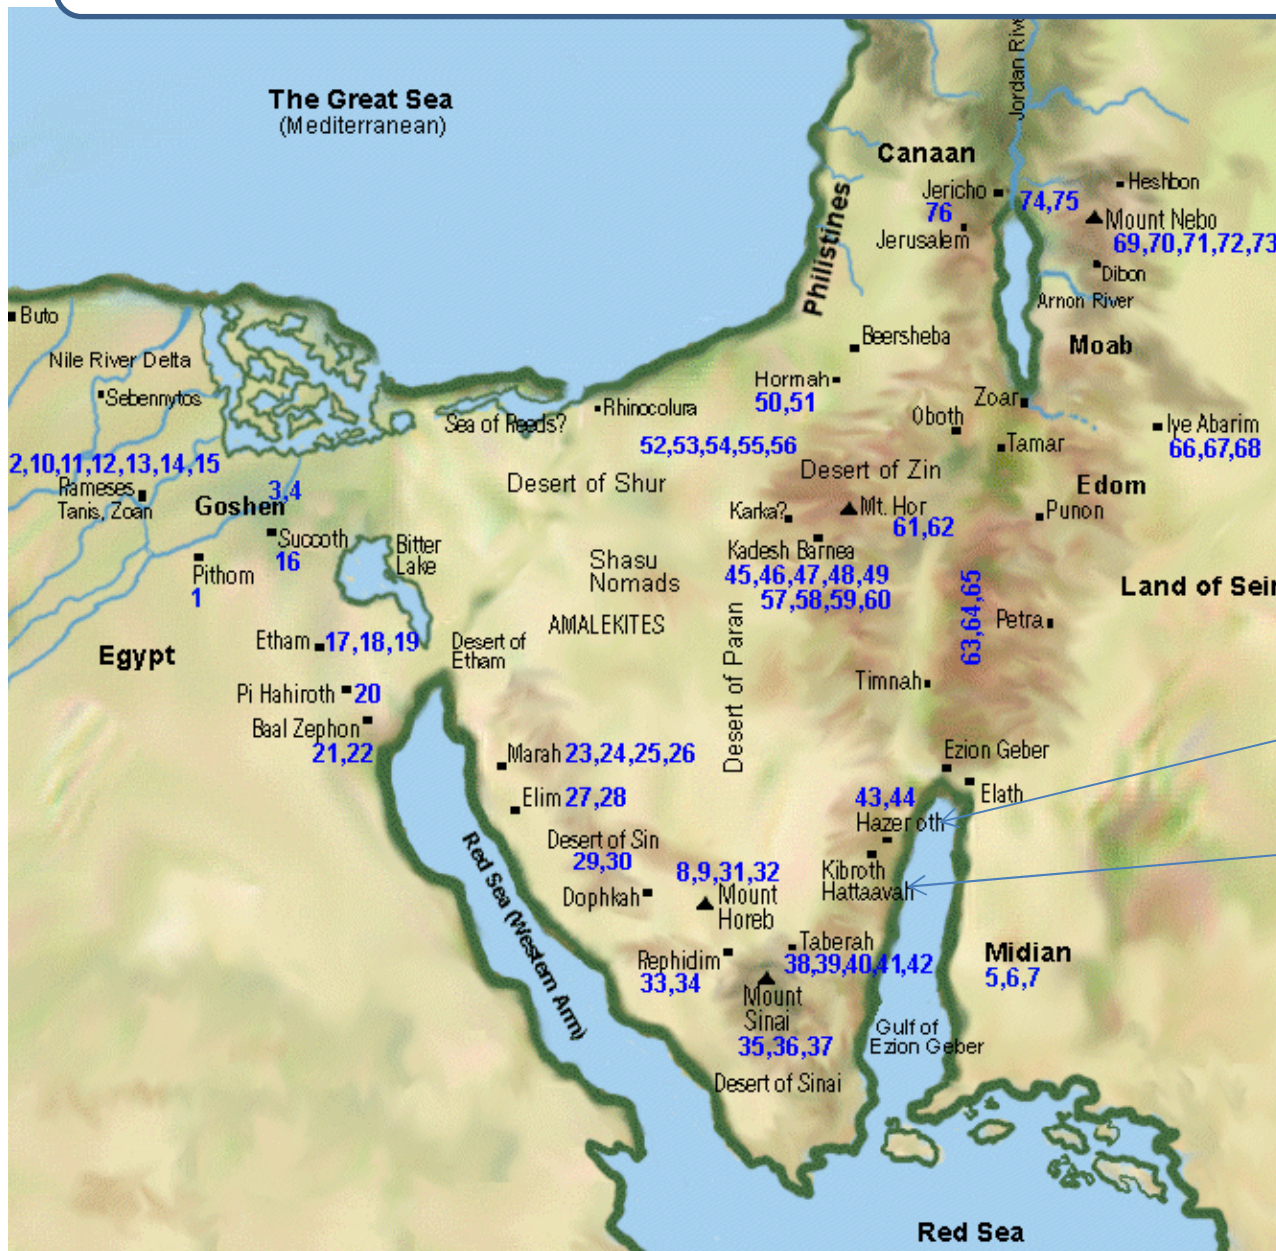 The Great Sea
(Mediterranean)
Jordan Rive
Canaan
Jericho
76
Jerusalem
74,75
Heshbon
Mount Nebo
69,70,71,72,73
Dibon
Arnon River
Moab
Philistines
Buto
Nile River Delta
Sebennytos
Beersheba
Hormah
50,51
Zoar
Oboth
Tamar
Iye Abarim
66,67,68
Sea of Reeds?
Rhinocolura
52,53,54,55,56
2,10,11,12,13,14,15
Rameses
Tanis, Zoan
3,4
Goshen
Desert of Shur
Desert of Zin
Edom
Punon
Karka?
Mt. Hor
61,62
Succoth
16
Pithom
1
Bitter
Lake
Shasu
Nomads
AMALEKITES
Kadesh Barnea
45,46,47,48,49
57,58,59,60
63,64,65
Land of Seir
Petra
Egypt
Etham
17,18,19
Desert of
Etham
Pi Hahiroth
20
Baal Zephon
21,22
Timnah
Desert of Paran
Marah
23,24,25,26
Elim
27,28
Ezion Geber
Elath
43,44
Hazeroth
Kibroth
Hattaavah
Desert of Sin
29,30
Dophkah
8,9,31,32
Mount
Horeb
Red Sea (Western Arm)
Rephidim
33,34
Taberah
38,39,40,41,42
Mount
Sinai
35,36,37
Desert of Sinai
Midian
5,6,7
Gulf of
Ezion Geber
Red Sea